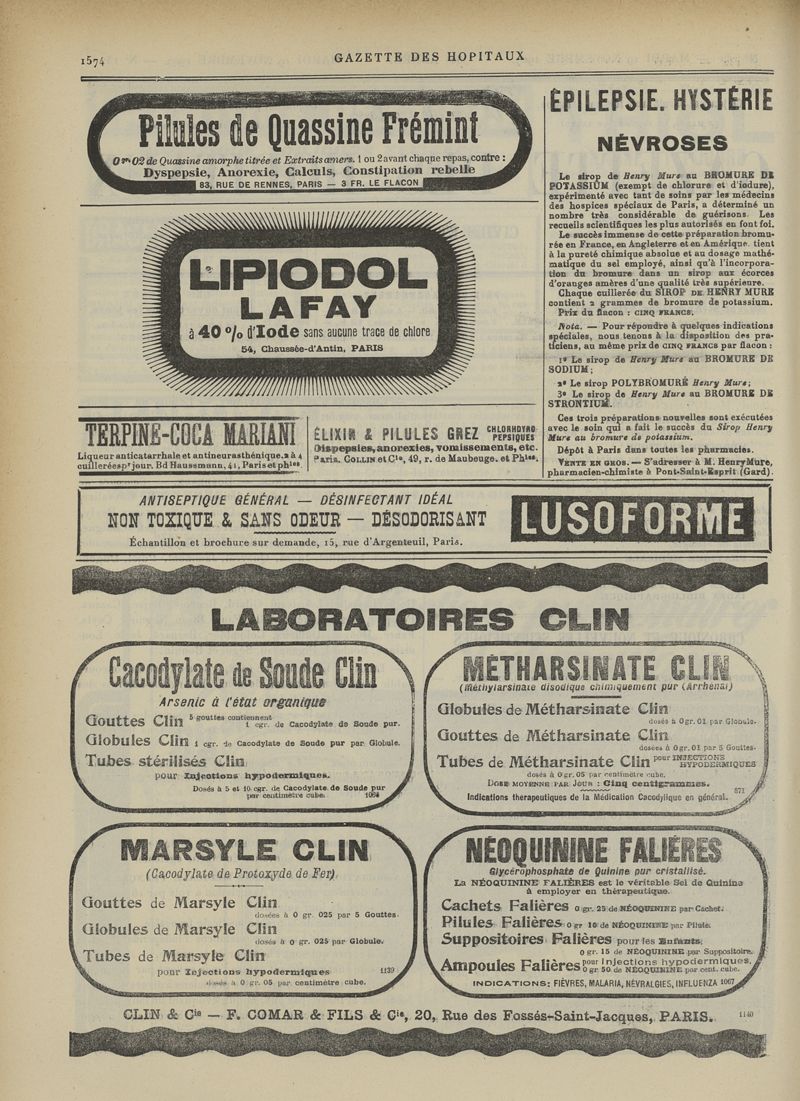 1574
GAZETTE DES HOPITAUX
Pilules de Quassine Frémint
0gr 02 de Quassine amorphe titrée et Extraits amers. 1 ou 2 avant chaque repas, contre :
Dyspepsie, Anorexie, Calculs, Constipation rebelle
83, RUE DE RENNES, PARIS — 3 FR. LE FLACON
LIPIODOL
LAFAY
à 40 % d'Iode sans aucune trace de chlore
54, Chaussée-d'Antin, PARIS
TERPINE-COCA MARIANI
Liqueur anticatarrhale et antineurasthénique. 2 à 4
cuillerées pr jour. Bd Haussmann, 41, Paris et phies.
ÉLIXIR & PILULES GREZ CHLORHYDRO-
PEPSIQUES
Dispepsies, anorexies, vomissements, etc.
Paris. COLLIN et Cie, 49, r. de Maubeuge. et Phies.
ÉPILEPSIE. HYSTÉRIE
NÉVROSES
Le sirop de Henry Mure au BROMURE DE
POTASSIUM (exempt de chlorure et d'iodure),
expérimenté avec tant de soins par les médecins
des hospices spéciaux de Paris, a déterminé un
nombre très considérable de guérisons. Les
recueils scientifiques les plus autorisés en font foi.
Le succès immense de cette préparation bromu-
rée en France, en Angleterre et en Amérique, tient
à la pureté chimique absolue et au dosage mathé-
matique du sel employé, ainsi qu'à l'incorpora-
tion du bromure dans un sirop aux écorces
d'oranges amères d'une qualité très supérieure.
Chaque cuillerée du SIROP DE HENRY MURE
contient 2 grammes de bromure de potassium.
Prix du flacon : CINQ FRANCS.
Nota. — Pour répondre à quelques indications
spéciales, nous tenons à la disposition des pra-
ticiens, au même prix de CINQ FRANCS par flacon :
1º Le sirop de Henry Mure au BROMURE DE
SODIUM ;
2º Le sirop POLYBROMURÉ Henry Mure ;
3º Le sirop de Henry Mure au BROMURE DE
STRONTIUM.
Ces trois préparations nouvelles sont exécutées
avec le soin qui a fait le succès du Sirop Henry
Mure au bromure de potassium.
Dépôt à Paris dans toutes les pharmacies.
VENTE EN GROS. — S'adresser à M. Henry Mure,
pharmacien-chimiste à Pont-Saint-Esprit (Gard).
ANTISEPTIQUE GÉNÉRAL — DÉSINFECTANT IDÉAL
NON TOXIQUE & SANS ODEUR — DÉSODORISANT
Échantillon et brochure sur demande, 15, rue d'Argenteuil, Paris.
LUSOFORME
LABORATOIRES CLIN
Cacodylate de Soude Clin
Arsenic à l'état organique
Gouttes Clin 5 gouttes contiennent
1 cgr. de Cacodylate de Soude pur.
Globules Clin 1 cgr. de Cacodylate de Soude pur par Globule.
Tubes stérilisés Clin
pour Injections hypodermiques.
Dosés à 5 et 10 cgr. de Cacodylate de Soude pur
par centimètre cube. 1064
MÉTHARSINATE CLIN
(Méthylarsinate disodique chimiquement pur (Arrhénal)
Globules de Métharsinate Clin
dosés à 0gr. 01 par Globule.
Gouttes de Métharsinate Clin
dosées à 0gr. 01 par 5 Gouttes.
Tubes de Métharsinate Clin pour INJECTIONS
HYPODERMIQUES
dosés à 0gr. 05 par centimètre cube.
DOSE MOYENNE PAR JOUR : Cinq centigrammes.
Indications thérapeutiques de la Médication Cacodylique en général. 871
MARSYLE CLIN
(Cacodylate de Protoxyde de Fer).
Gouttes de Marsyle Clin
dosées à 0 gr. 025 par 5 Gouttes.
Globules de Marsyle Clin
dosés à 0 gr. 025 par Globule.
Tubes de Marsyle Clin
pour Injections hypodermiques 1139
dosés à 0 gr. 05 par centimètre cube.
NÉOQUININE FALIÈRES
Glycérophosphate de Quinine pur cristallisé.
La NÉOQUININE FALIÈRES est le véritable Sel de Quinine
à employer en thérapeutique.
Cachets Falières 0 gr. 25 de NÉOQUININE par Cachet.
Pilules Falières 0 gr 10 de NÉOQUININE par Pilule.
Suppositoires Falières pour les Enfants,
0 gr. 15 de NÉOQUININE par Suppositoire.
Ampoules Falières pour Injections hypodermiques,
0 gr 50 de NÉOQUININE par cent. cube.
INDICATIONS: FIÈVRES, MALARIA, NÉVRALGIES, INFLUENZA 1067
CLIN & Cie — F. COMAR & FILS & Cie, 20, Rue des Fossés-Saint-Jacques, PARIS. 1140